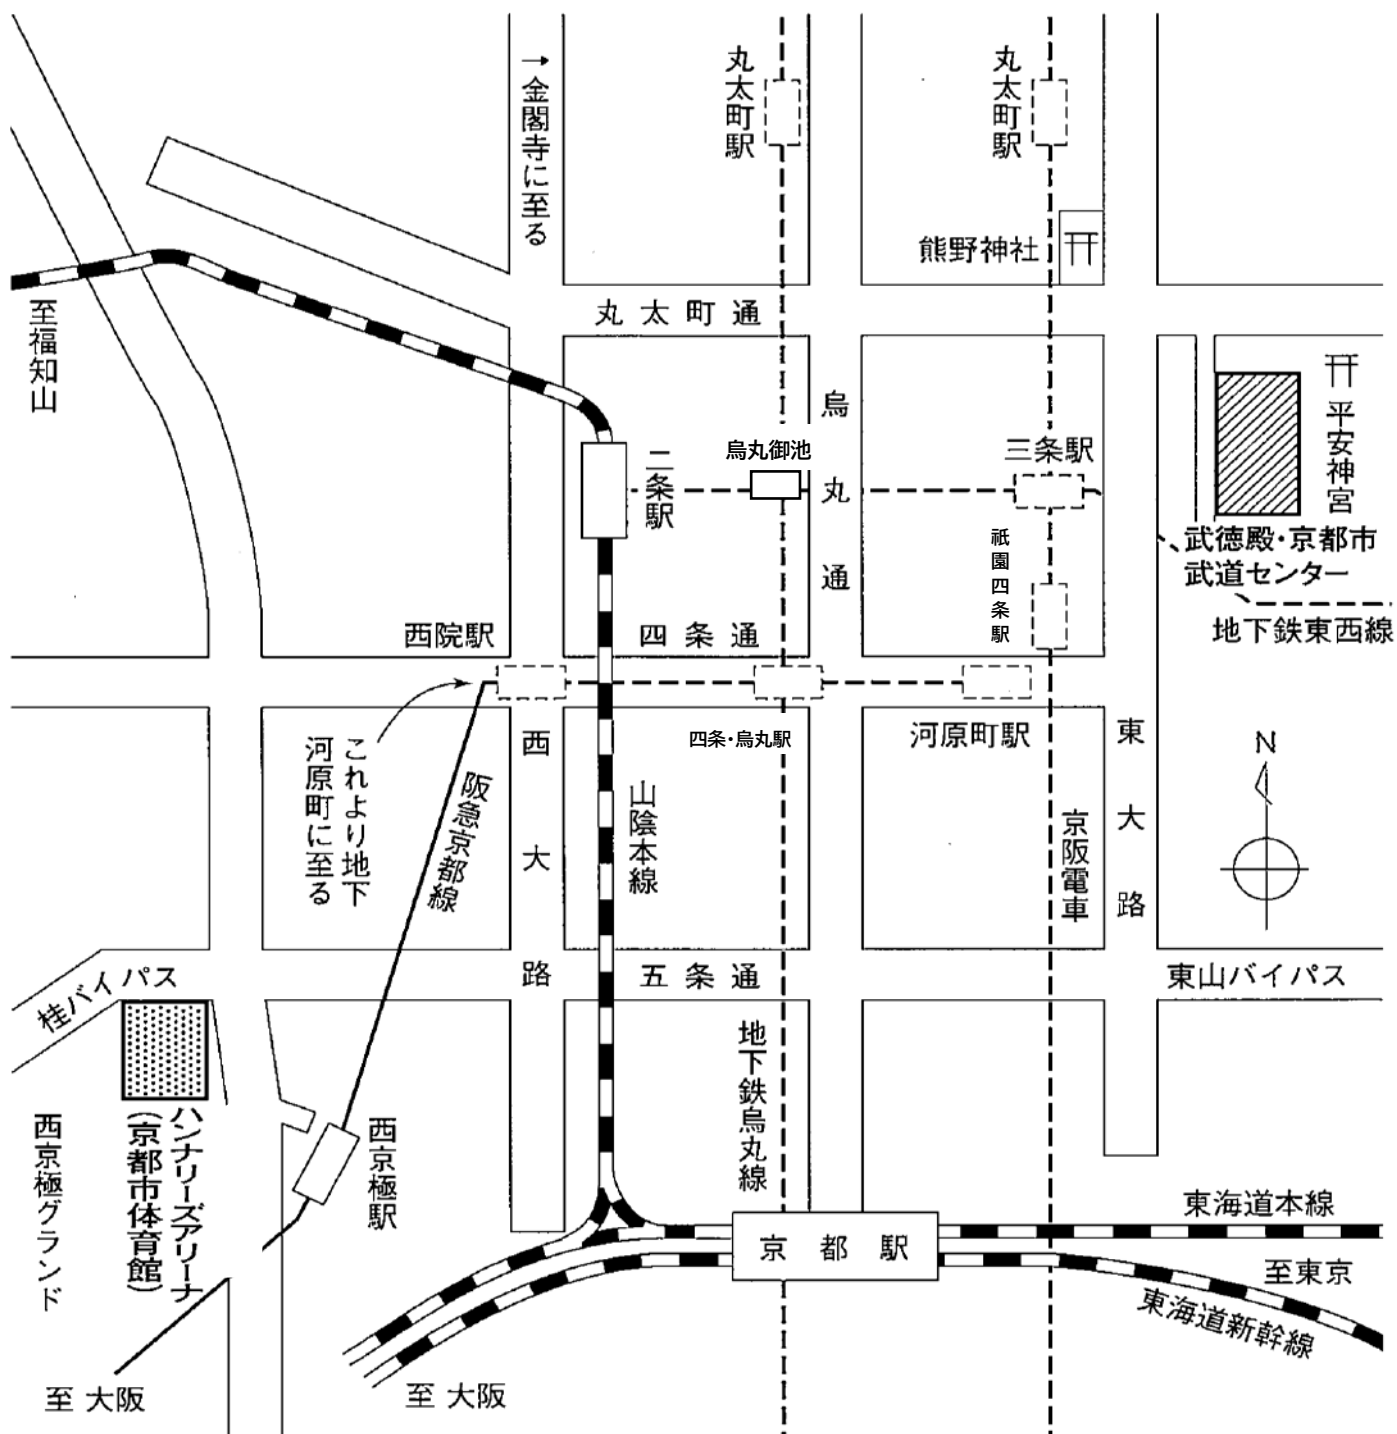 →金閣寺に至る
丸太町駅
丸太町駅
熊野神社
至福知山
丸太町通
烏丸通
平安神宮
二条駅
烏丸御池
三条駅
祇園四条駅
武徳殿・京都市
武道センター
地下鉄東西線
西院駅
四条通
四条・烏丸駅
河原町駅
これより地下
河原町に至る
阪急京都線
西大路
山陰本線
京阪電車
東大路
N
桂バイパス
五条通
東山バイパス
地下鉄烏丸線
西京極グランド
ハンナリーズアリーナ
(京都市体育館)
西京極駅
京都駅
東海道本線
至東京
東海道新幹線
至 大阪
至 大阪